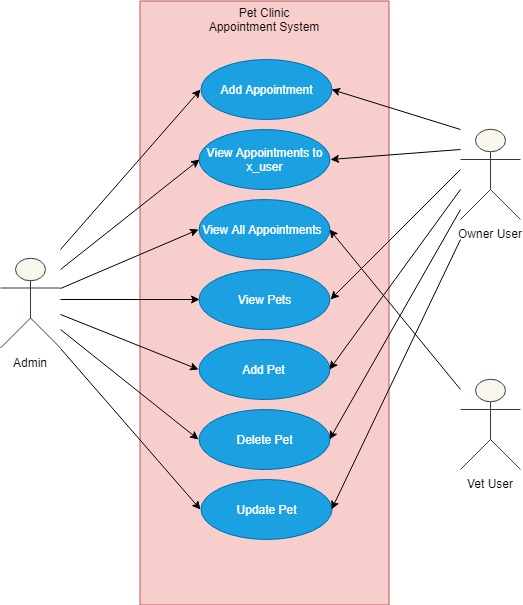 Pet Clinic
Appointment System
Add Appointment
View Appointments to
x_user
View All Appointments
Owner User
View Pets
Admin
Add Pet
Delete Pet
Vet User
Update Pet